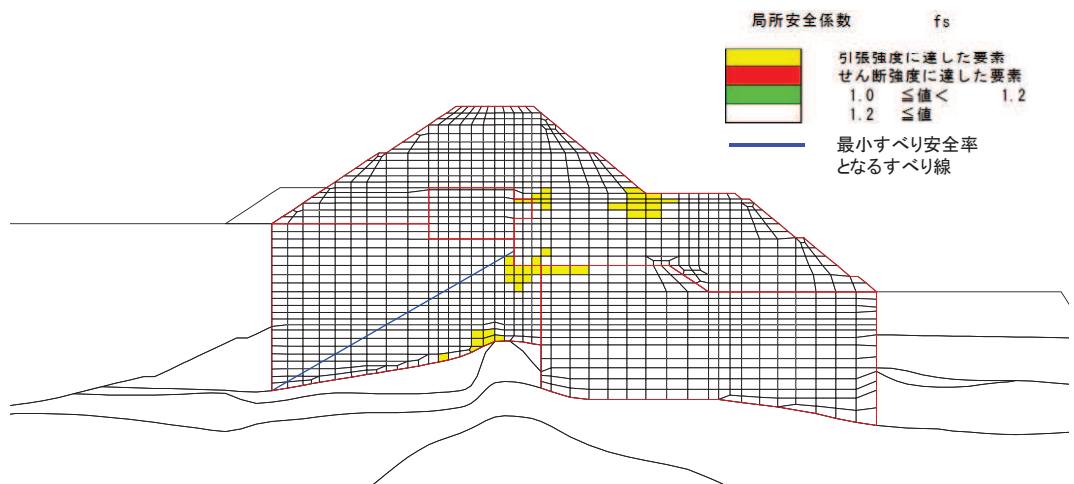 局所安全係数 fs
引張強度に達した要素
せん断強度に達した要素
1.0 ≦値< 1.2
1.2 ≦値
最小すべり安全率
となるすべり線